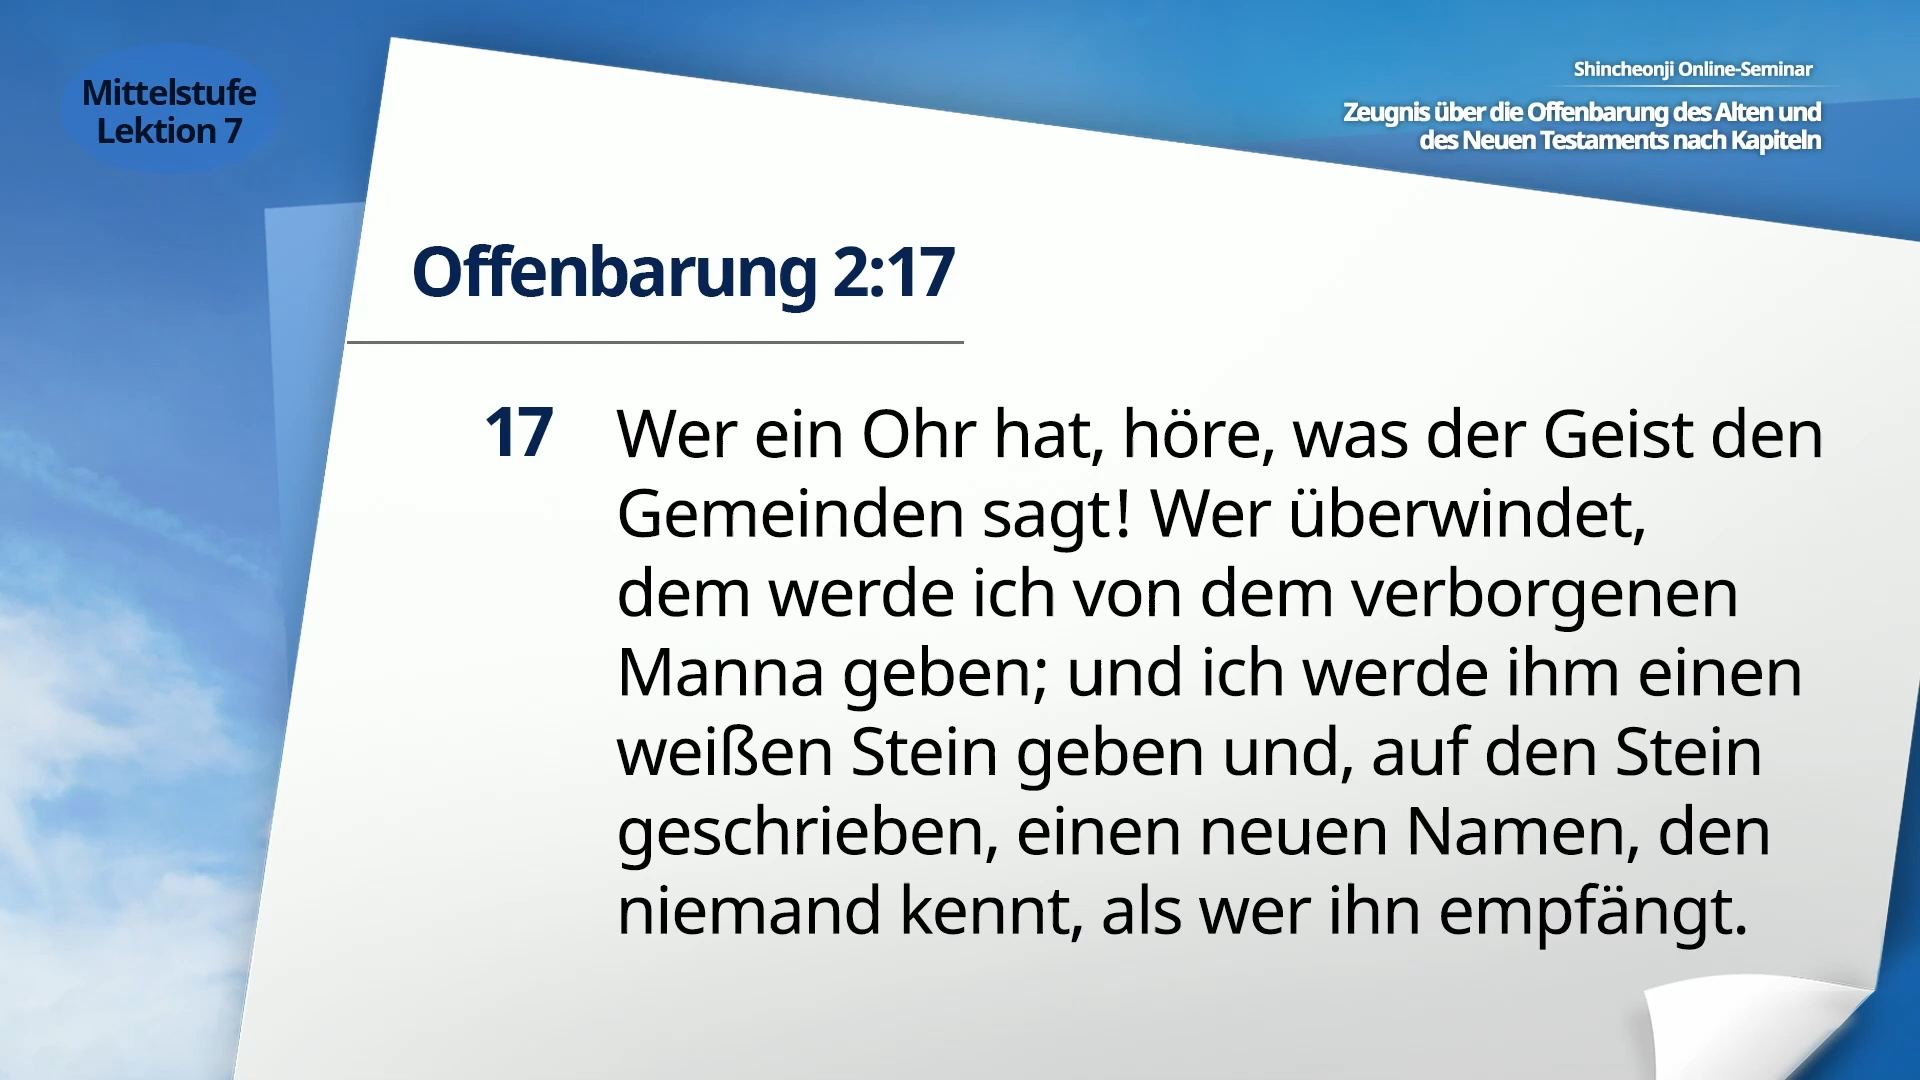 Mittelstufe
Lektion 7
Shincheonji Online-Seminar
Zeugnis über die Offenbarung des Alten und
des Neuen Testaments nach Kapiteln
Offenbarung 2:17
17 Wer ein Ohr hat, höre, was der Geist den
Gemeinden sagt! Wer überwindet,
dem werde ich von dem verborgenen
Manna geben; und ich werde ihm einen
weißen Stein geben und, auf den Stein
geschrieben, einen neuen Namen, den
niemand kennt, als wer ihn empfängt.